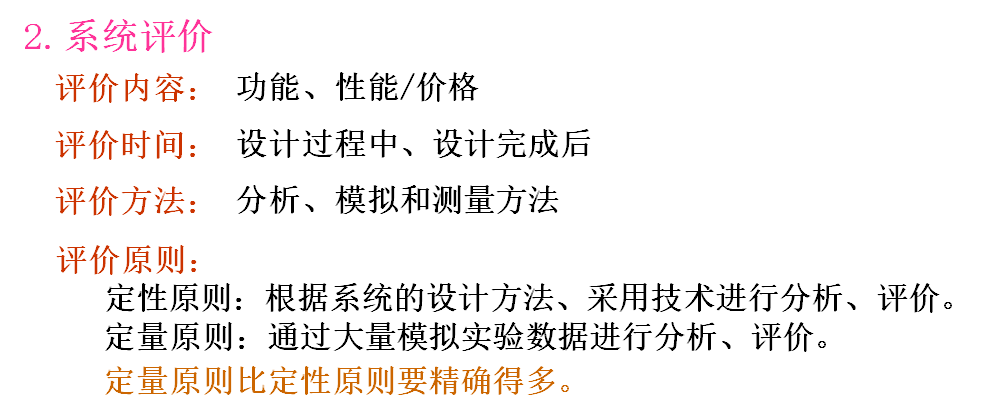 2. 系统评价
评价内容： 功能、性能/价格
评价时间： 设计过程中、设计完成后
评价方法： 分析、模拟和测量方法
评价原则：
定性原则：根据系统的设计方法、采用技术进行分析、评价。
定量原则：通过大量模拟实验数据进行分析、评价。
定量原则比定性原则要精确得多。